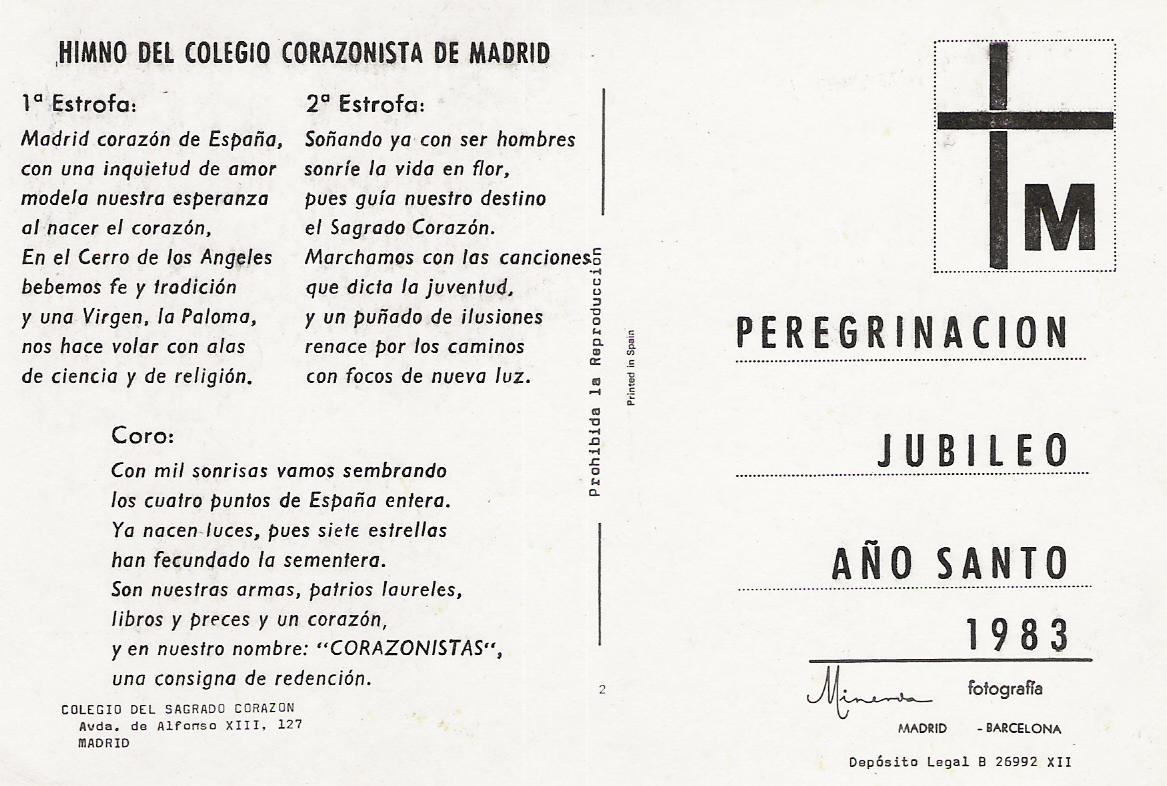 HIMNO DEL COLEGIO CORAZONISTA DE MADRID
1ª Estrofa:
Madrid corazón de España,
con una inquietud de amor
modela nuestra esperanza
al nacer el corazón,
En el Cerro de los Angeles
bebemos fe y tradición
y una Virgen, la Paloma,
nos hace volar con alas
de ciencia y de religión.
2ª Estrofa:
Soñando ya con ser hombres
sonríe la vida en flor,
pues guía nuestro destino
el Sagrado Corazón.
Marchamos con las canciones
que dicta la juventud,
y un puñado de ilusiones
renace por los caminos
con focos de nueva luz.
Coro:
Con mil sonrisas vamos sembrando
los cuatro puntos de España entera.
Ya nacen luces, pues siete estrellas
han fecundado la sementera.
Son nuestras armas, patrios laureles,
libros y preces y un corazón,
y en nuestro nombre: “CORAZONISTAS“,
una consigna de redención.
COLEGIO DEL SAGRADO CORAZON
Avda. de Alfonso XIII, 127
MADRID
Prohibida la Reproducción
Printed in Spain
2
M
PEREGRINACION
JUBILEO
AÑO SANTO
1983
Minerva fotografía
MADRID - BARCELONA
Depósito Legal B 26992 XII